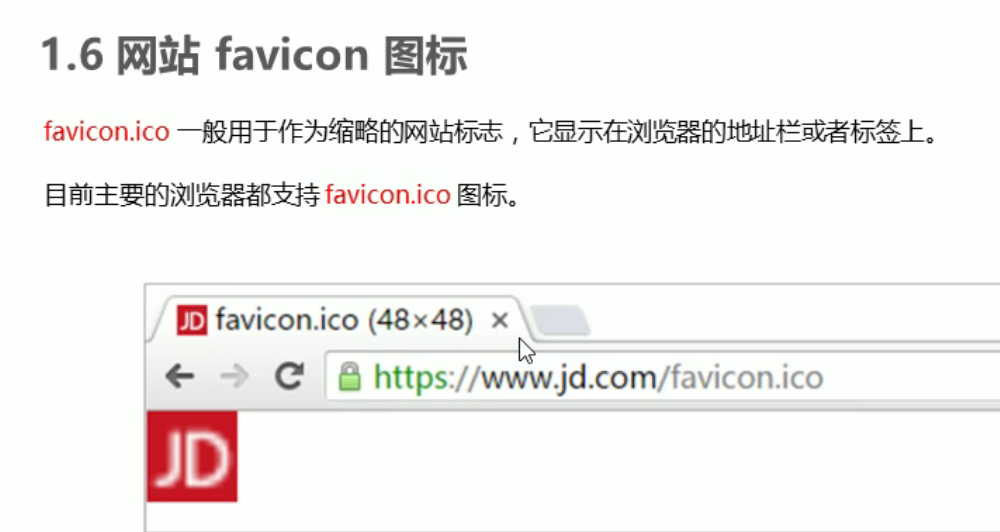 1.6 网站 favicon 图标
favicon.ico 一般用于作为缩略的网站标志，它显示在浏览器的地址栏或者标签上。
目前主要的浏览器都支持 favicon.ico 图标。
JD favicon.ico (48×48)
https://www.jd.com/favicon.ico
JD